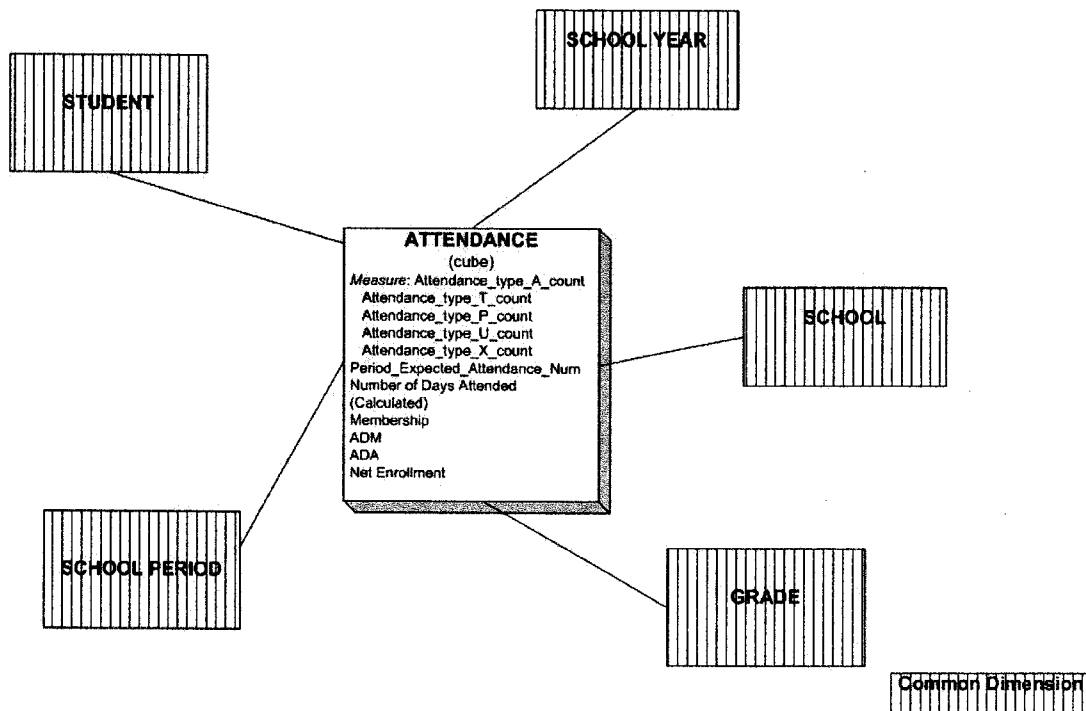 SCHOOL YEAR
STUDENT
ATTENDANCE
(cube)
Measure: Attendance_type_A_count
Attendance_type_T_count
Attendance_type_P_count
Attendance_type_U_count
Attendance_type_X_count
Period_Expected_Attendance_Num
Number of Days Attended
(Calculated)
Membership
ADM
ADA
Net Enrollment
SCHOOL
SCHOOL PERIOD
GRADE
Common Dimension